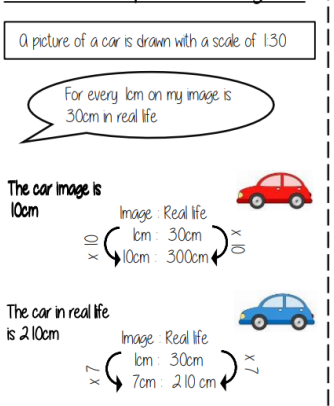 A picture of a car is drawn with a scale of 1:30
For every 1cm on my image is
30cm in real life
The car image is
10cm
Image : Real life
1cm : 30cm
10cm : 300cm
x 10
x 10
The car in real life
is 210cm
Image : Real life
1cm : 30cm
7cm : 210 cm
x 7
x 7